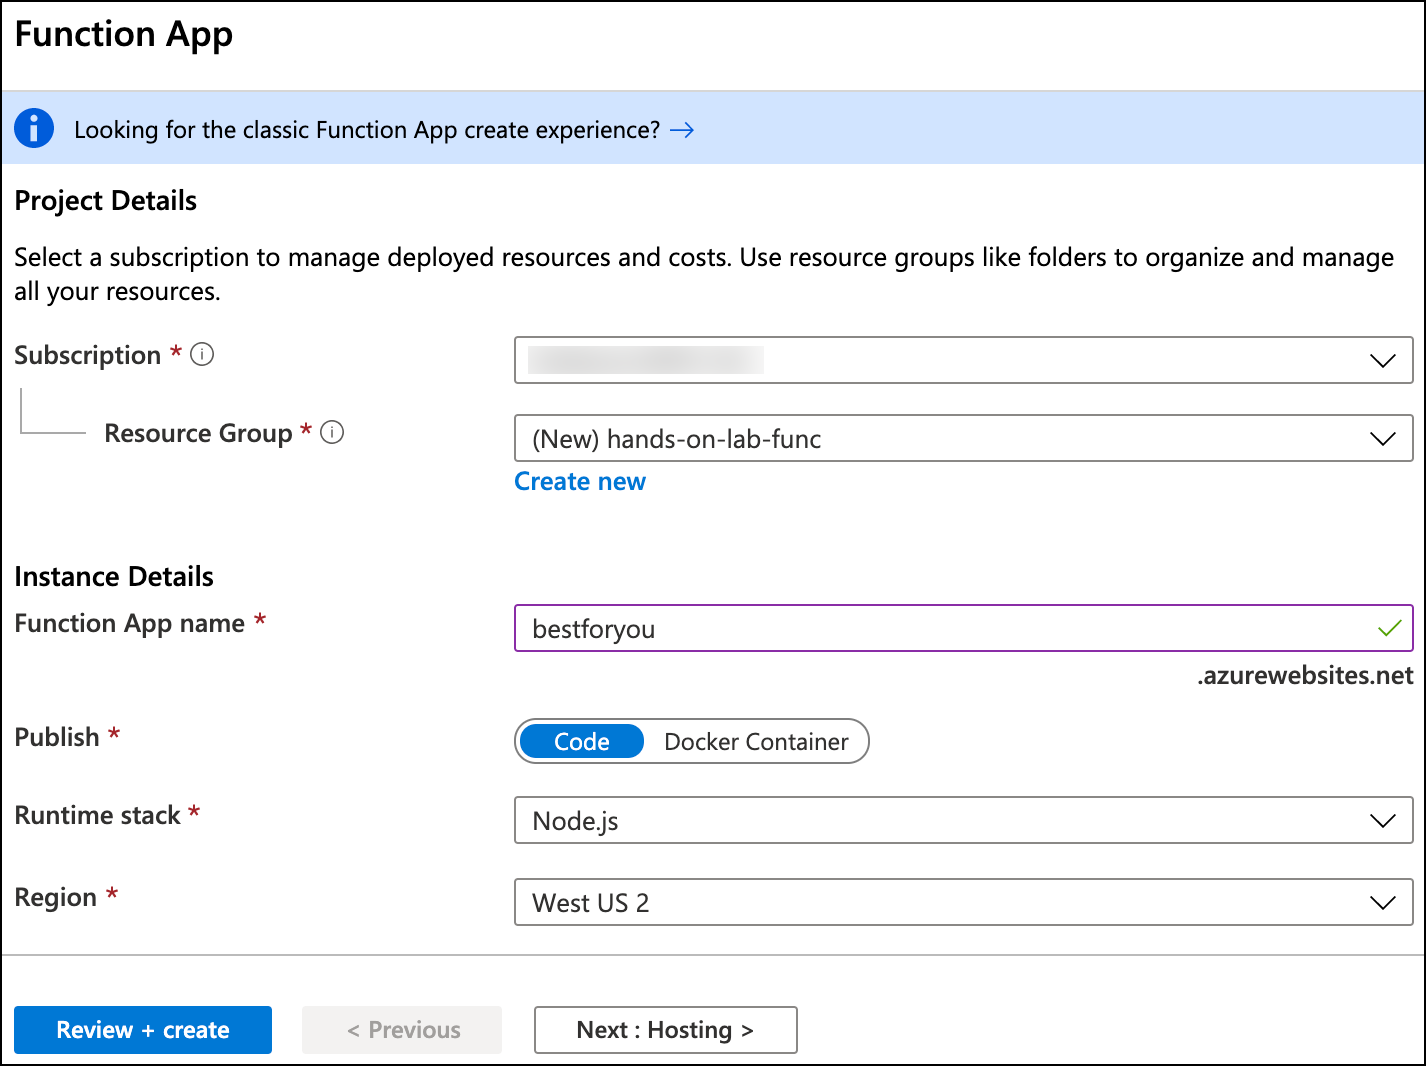 Function App
Looking for the classic Function App create experience? →
Project Details
Select a subscription to manage deployed resources and costs. Use resource groups like folders to organize and manage
all your resources.
Subscription *
Resource Group *
(New) hands-on-lab-func
Create new
Instance Details
Function App name *
bestforyou
.azurewebsites.net
Publish *
Code Docker Container
Runtime stack *
Node.js
Region *
West US 2
Review + create < Previous Next : Hosting >